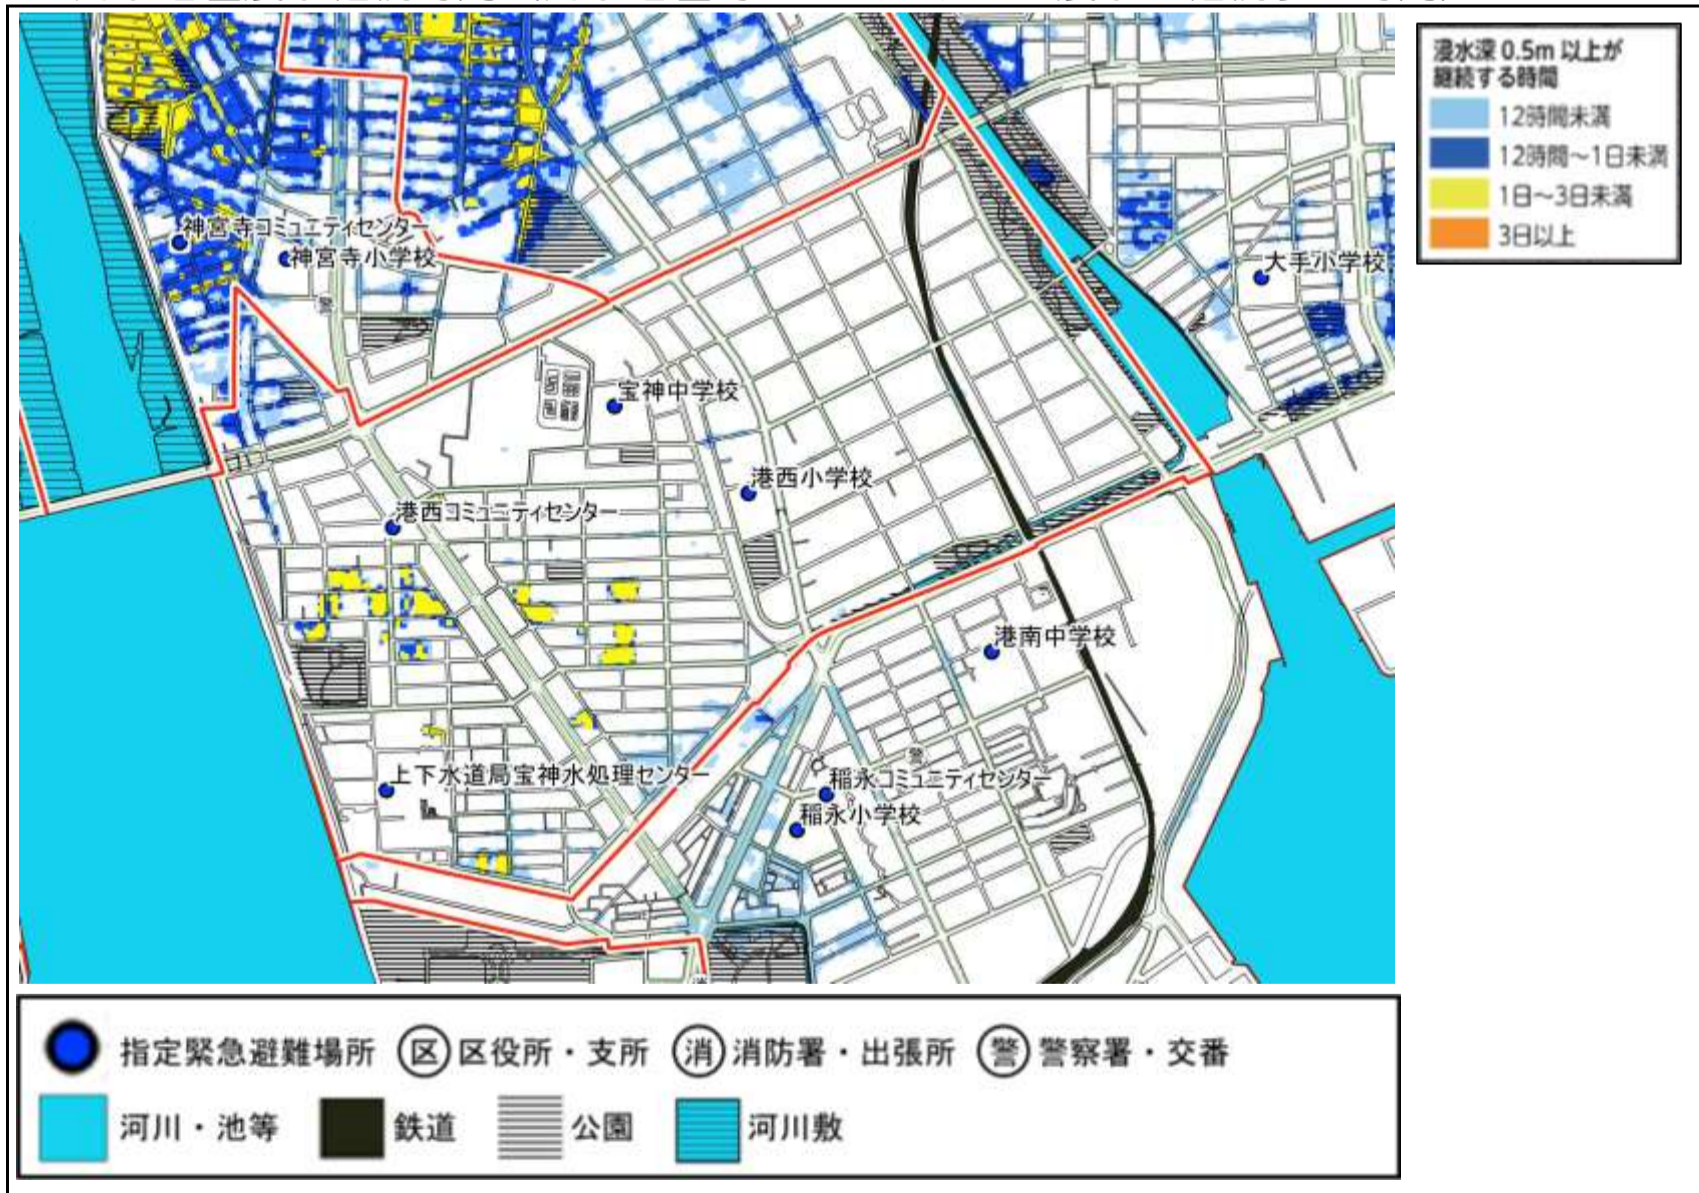 浸水深 0.5m 以上が
継続する時間
12時間未満
12時間～1日未満
1日～3日未満
3日以上
神宮寺コミュニティセンター
神宮寺小学校
警
大手小学校
宝神中学校
港西小学校
港西コミュニティセンター
港南中学校
警
上下水道局宝神水処理センター
稲永コミュニティセンター
稲永小学校
指定緊急避難場所 区 区役所・支所 消 消防署・出張所 警 警察署・交番
河川・池等 鉄道 公園 河川敷